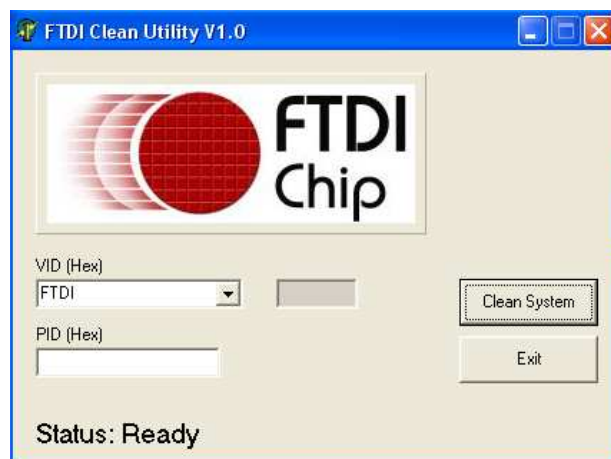 FTDI Clean Utility V1.0
FTDI
Chip
VID (Hex)
FTDI
Clean System
PID (Hex)
Exit
Status: Ready